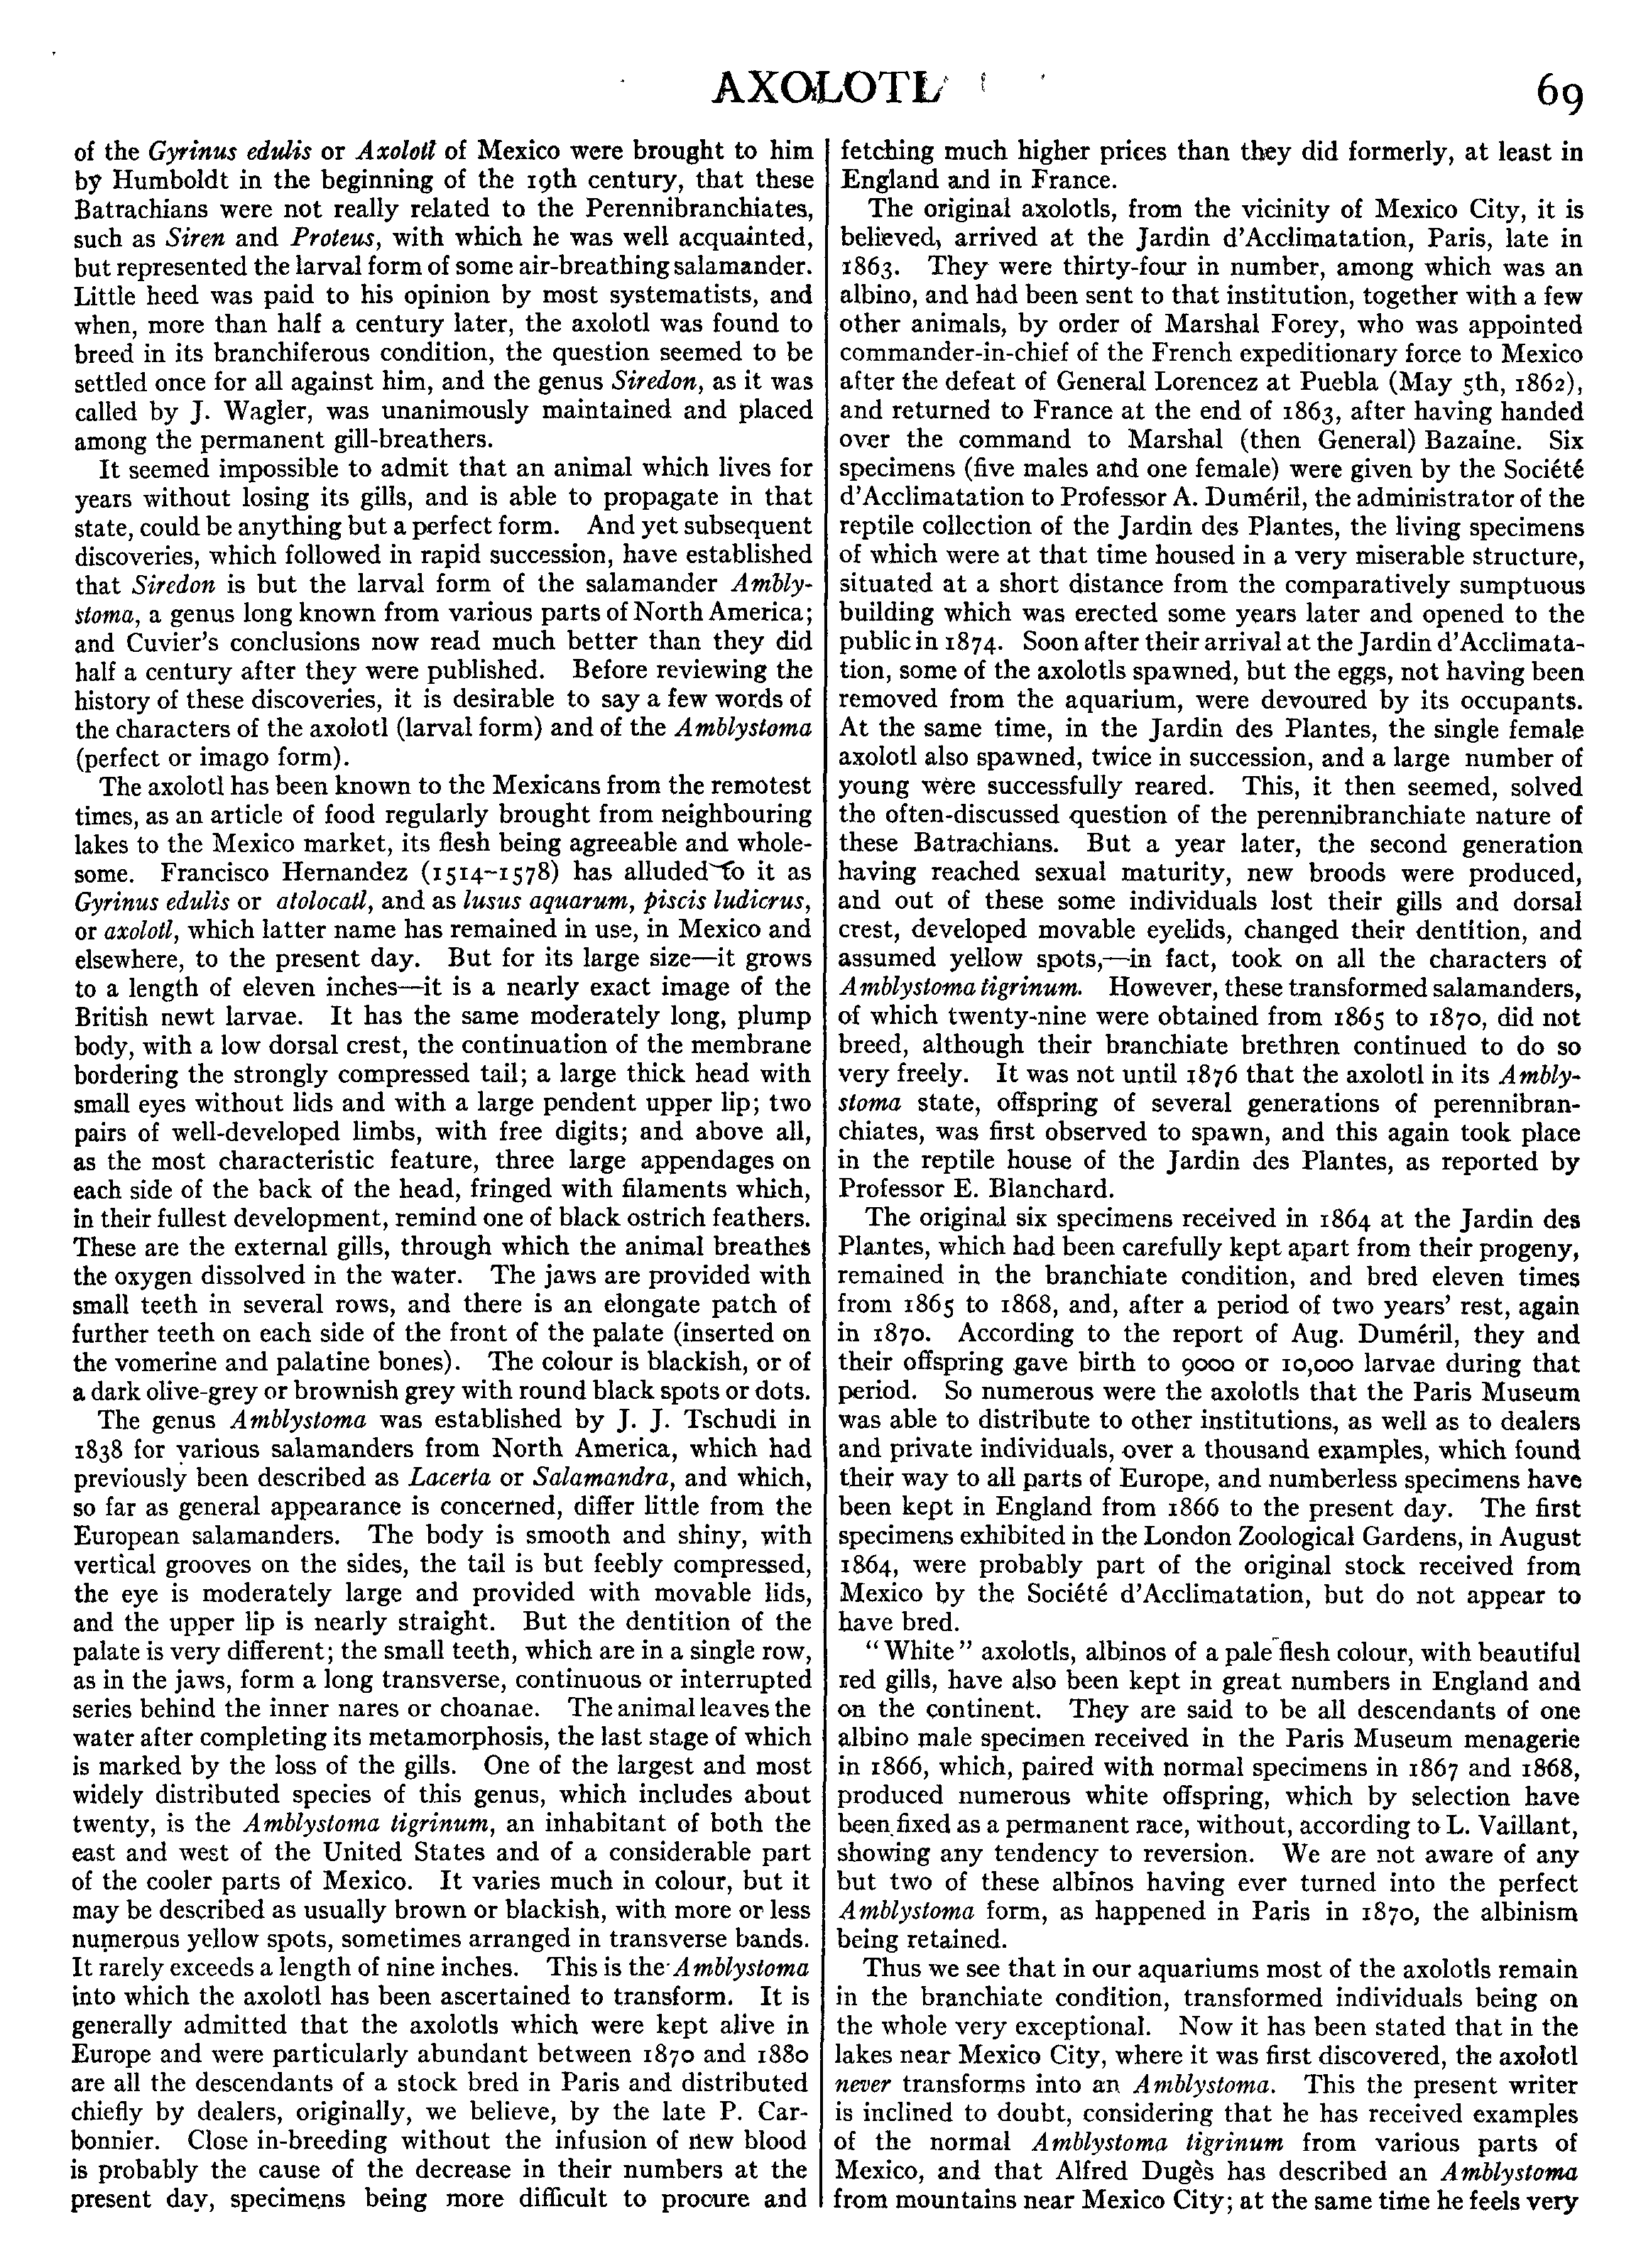 AXOLOTL
69
of the Gyrinus edulis or Axolotl of Mexico were brought to him
by Humboldt in the beginning of the 19th century, that these
Batrachians were not really related to the Perennibranchiates,
such as Siren and Proteus, with which he was well acquainted,
but represented the larval form of some air-breathing salamander.
Little heed was paid to his opinion by most systematists, and
when, more than half a century later, the axolotl was found to
breed in its branchiferous condition, the question seemed to be
settled once for all against him, and the genus Siredon, as it was
called by J. Wagler, was unanimously maintained and placed
among the permanent gill-breathers.
It seemed impossible to admit that an animal which lives for
years without losing its gills, and is able to propagate in that
state, could be anything but a perfect form. And yet subsequent
discoveries, which followed in rapid succession, have established
that Siredon is but the larval form of the salamander Ambly-
stoma, a genus long known from various parts of North America;
and Cuvier's conclusions now read much better than they did
half a century after they were published. Before reviewing the
history of these discoveries, it is desirable to say a few words of
the characters of the axolotl (larval form) and of the Amblystoma
(perfect or imago form).
The axolotl has been known to the Mexicans from the remotest
times, as an article of food regularly brought from neighbouring
lakes to the Mexico market, its flesh being agreeable and whole-
some. Francisco Hernandez (1514-1578) has alluded to it as
Gyrinus edulis or atolocatl, and as lusus aquarum, piscis ludicrus,
or axolotl, which latter name has remained in use, in Mexico and
elsewhere, to the present day. But for its large size—it grows
to a length of eleven inches—it is a nearly exact image of the
British newt larvae. It has the same moderately long, plump
body, with a low dorsal crest, the continuation of the membrane
bordering the strongly compressed tail; a large thick head with
small eyes without lids and with a large pendent upper lip; two
pairs of well-developed limbs, with free digits; and above all,
as the most characteristic feature, three large appendages on
each side of the back of the head, fringed with filaments which,
in their fullest development, remind one of black ostrich feathers.
These are the external gills, through which the animal breathes
the oxygen dissolved in the water. The jaws are provided with
small teeth in several rows, and there is an elongate patch of
further teeth on each side of the front of the palate (inserted on
the vomerine and palatine bones). The colour is blackish, or of
a dark olive-grey or brownish grey with round black spots or dots.
The genus Amblystoma was established by J. J. Tschudi in
1838 for various salamanders from North America, which had
previously been described as Lacerta or Salamandra, and which,
so far as general appearance is concerned, differ little from the
European salamanders. The body is smooth and shiny, with
vertical grooves on the sides, the tail is but feebly compressed,
the eye is moderately large and provided with movable lids,
and the upper lip is nearly straight. But the dentition of the
palate is very different; the small teeth, which are in a single row,
as in the jaws, form a long transverse, continuous or interrupted
series behind the inner nares or choanae. The animal leaves the
water after completing its metamorphosis, the last stage of which
is marked by the loss of the gills. One of the largest and most
widely distributed species of this genus, which includes about
twenty, is the Amblystoma tigrinum, an inhabitant of both the
east and west of the United States and of a considerable part
of the cooler parts of Mexico. It varies much in colour, but it
may be described as usually brown or blackish, with more or less
numerous yellow spots, sometimes arranged in transverse bands.
It rarely exceeds a length of nine inches. This is the Amblystoma
into which the axolotl has been ascertained to transform. It is
generally admitted that the axolotls which were kept alive in
Europe and were particularly abundant between 1870 and 1880
are all the descendants of a stock bred in Paris and distributed
chiefly by dealers, originally, we believe, by the late P. Car-
bonnier. Close in-breeding without the infusion of new blood
is probably the cause of the decrease in their numbers at the
present day, specimens being more difficult to procure and
fetching much higher prices than they did formerly, at least in
England and in France.
The original axolotls, from the vicinity of Mexico City, it is
believed, arrived at the Jardin d'Acclimatation, Paris, late in
1863. They were thirty-four in number, among which was an
albino, and had been sent to that institution, together with a few
other animals, by order of Marshal Forey, who was appointed
commander-in-chief of the French expeditionary force to Mexico
after the defeat of General Lorencez at Puebla (May 5th, 1862),
and returned to France at the end of 1863, after having handed
over the command to Marshal (then General) Bazaine. Six
specimens (five males and one female) were given by the Société
d'Acclimatation to Professor A. Duméril, the administrator of the
reptile collection of the Jardin des Plantes, the living specimens
of which were at that time housed in a very miserable structure,
situated at a short distance from the comparatively sumptuous
building which was erected some years later and opened to the
public in 1874. Soon after their arrival at the Jardin d'Acclimata-
tion, some of the axolotls spawned, but the eggs, not having been
removed from the aquarium, were devoured by its occupants.
At the same time, in the Jardin des Plantes, the single female
axolotl also spawned, twice in succession, and a large number of
young were successfully reared. This, it then seemed, solved
the often-discussed question of the perennibranchiate nature of
these Batrachians. But a year later, the second generation
having reached sexual maturity, new broods were produced,
and out of these some individuals lost their gills and dorsal
crest, developed movable eyelids, changed their dentition, and
assumed yellow spots,—in fact, took on all the characters of
Amblystoma tigrinum. However, these transformed salamanders,
of which twenty-nine were obtained from 1865 to 1870, did not
breed, although their branchiate brethren continued to do so
very freely. It was not until 1876 that the axolotl in its Ambly-
stoma state, offspring of several generations of perennibran-
chiates, was first observed to spawn, and this again took place
in the reptile house of the Jardin des Plantes, as reported by
Professor E. Blanchard.
The original six specimens received in 1864 at the Jardin des
Plantes, which had been carefully kept apart from their progeny,
remained in the branchiate condition, and bred eleven times
from 1865 to 1868, and, after a period of two years' rest, again
in 1870. According to the report of Aug. Duméril, they and
their offspring gave birth to 9000 or 10,000 larvae during that
period. So numerous were the axolotls that the Paris Museum
was able to distribute to other institutions, as well as to dealers
and private individuals, over a thousand examples, which found
their way to all parts of Europe, and numberless specimens have
been kept in England from 1866 to the present day. The first
specimens exhibited in the London Zoological Gardens, in August
1864, were probably part of the original stock received from
Mexico by the Société d'Acclimatation, but do not appear to
have bred.
"White" axolotls, albinos of a pale flesh colour, with beautiful
red gills, have also been kept in great numbers in England and
on the continent. They are said to be all descendants of one
albino male specimen received in the Paris Museum menagerie
in 1866, which, paired with normal specimens in 1867 and 1868,
produced numerous white offspring, which by selection have
been fixed as a permanent race, without, according to L. Vaillant,
showing any tendency to reversion. We are not aware of any
but two of these albinos having ever turned into the perfect
Amblystoma form, as happened in Paris in 1870, the albinism
being retained.
Thus we see that in our aquariums most of the axolotls remain
in the branchiate condition, transformed individuals being on
the whole very exceptional. Now it has been stated that in the
lakes near Mexico City, where it was first discovered, the axolotl
never transforms into an Amblystoma. This the present writer
is inclined to doubt, considering that he has received examples
of the normal Amblystoma tigrinum from various parts of
Mexico, and that Alfred Dugès has described an Amblystoma
from mountains near Mexico City; at the same time he feels very